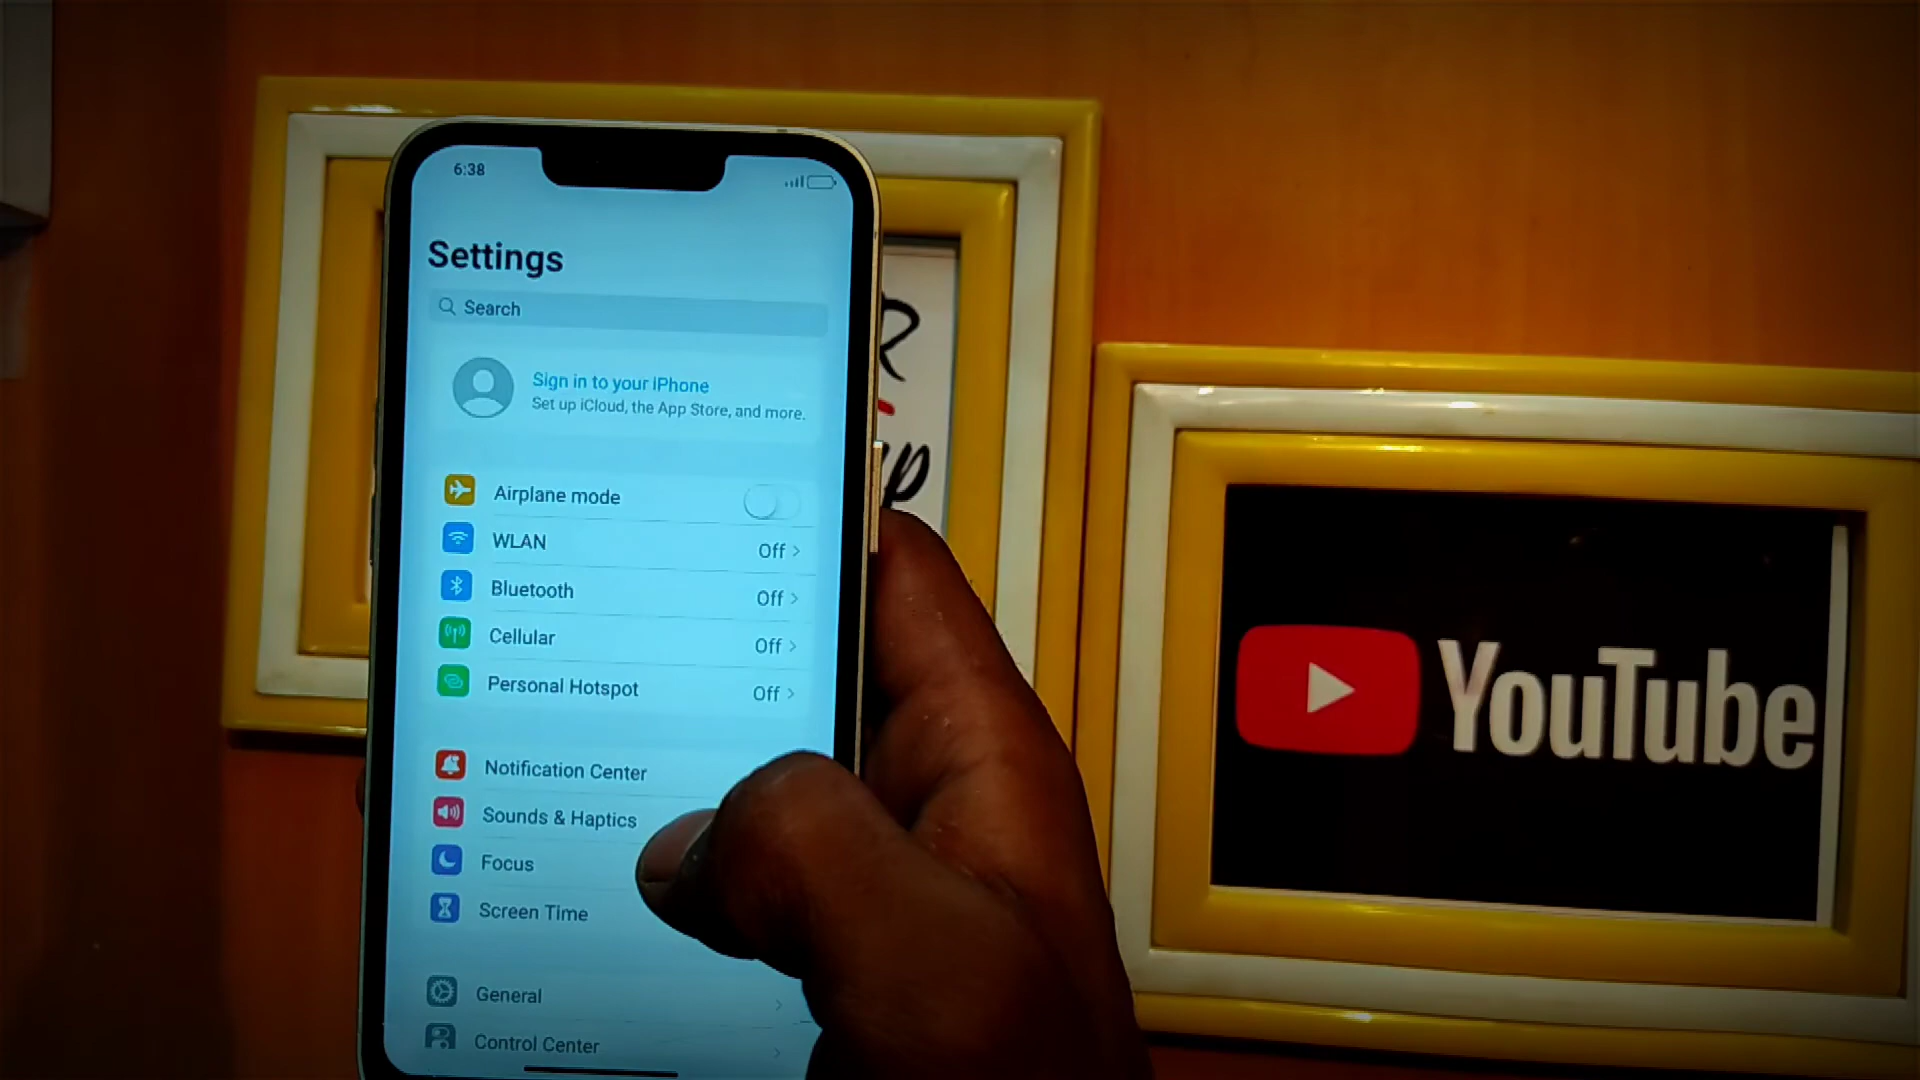 6:38
Settings
Search
Sign in to your iPhone
Set up iCloud, the App Store, and more.
Airplane mode
WLAN Off
Bluetooth Off
Cellular Off
Personal Hotspot Off
Notification Center
Sounds & Haptics
Focus
Screen Time
General
Control Center
YouTube